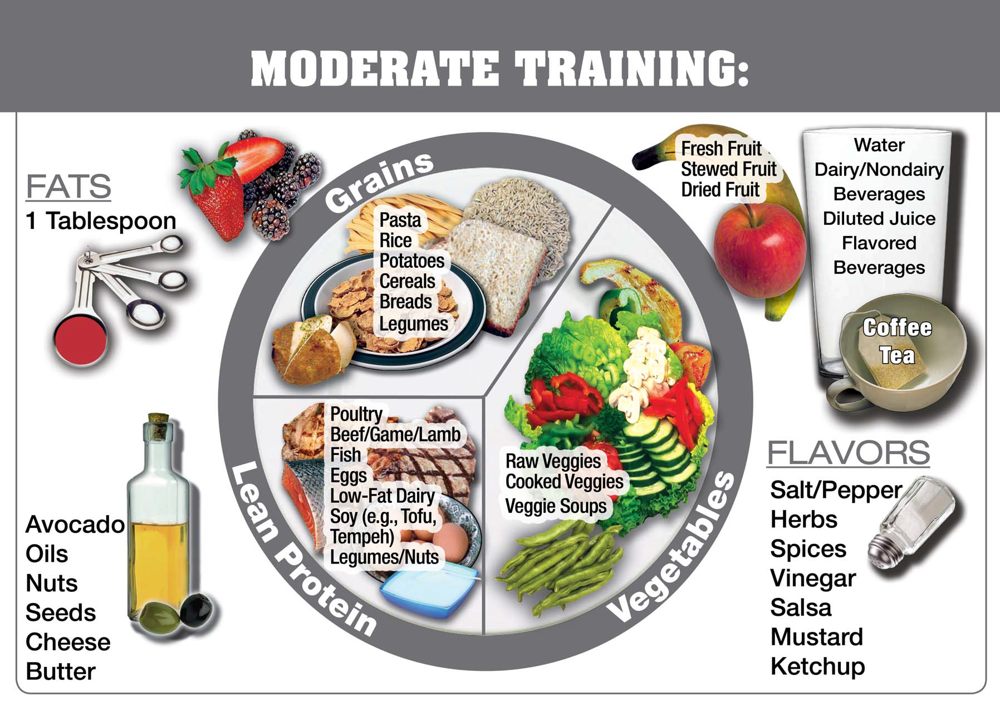 MODERATE TRAINING:
FATS
1 Tablespoon
Avocado
Oils
Nuts
Seeds
Cheese
Butter
Grains
Pasta
Rice
Potatoes
Cereals
Breads
Legumes
Lean Protein
Poultry
Beef/Game/Lamb
Fish
Eggs
Low-Fat Dairy
Soy (e.g., Tofu,
Tempeh)
Legumes/Nuts
Vegetables
Raw Veggies
Cooked Veggies
Veggie Soups
Fresh Fruit
Stewed Fruit
Dried Fruit
Water
Dairy/Nondairy
Beverages
Diluted Juice
Flavored
Beverages
Coffee
Tea
FLAVORS
Salt/Pepper
Herbs
Spices
Vinegar
Salsa
Mustard
Ketchup